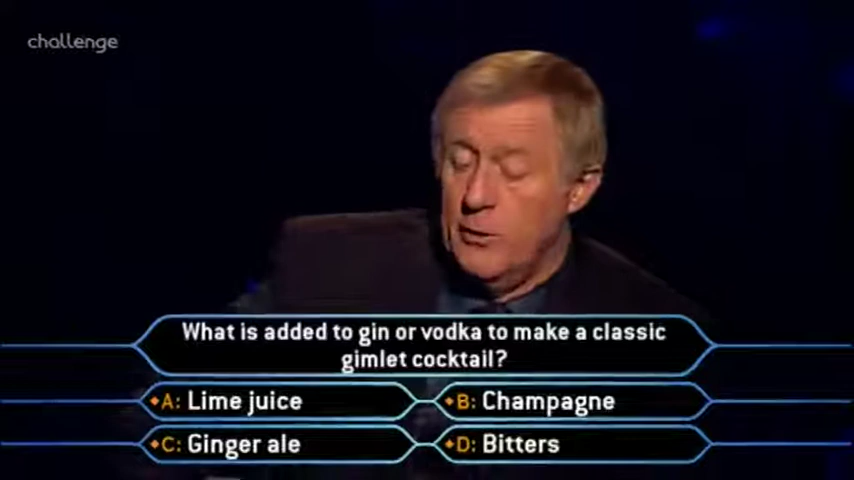 challenge
What is added to gin or vodka to make a classic
gimlet cocktail?
A: Lime juice
B: Champagne
C: Ginger ale
D: Bitters